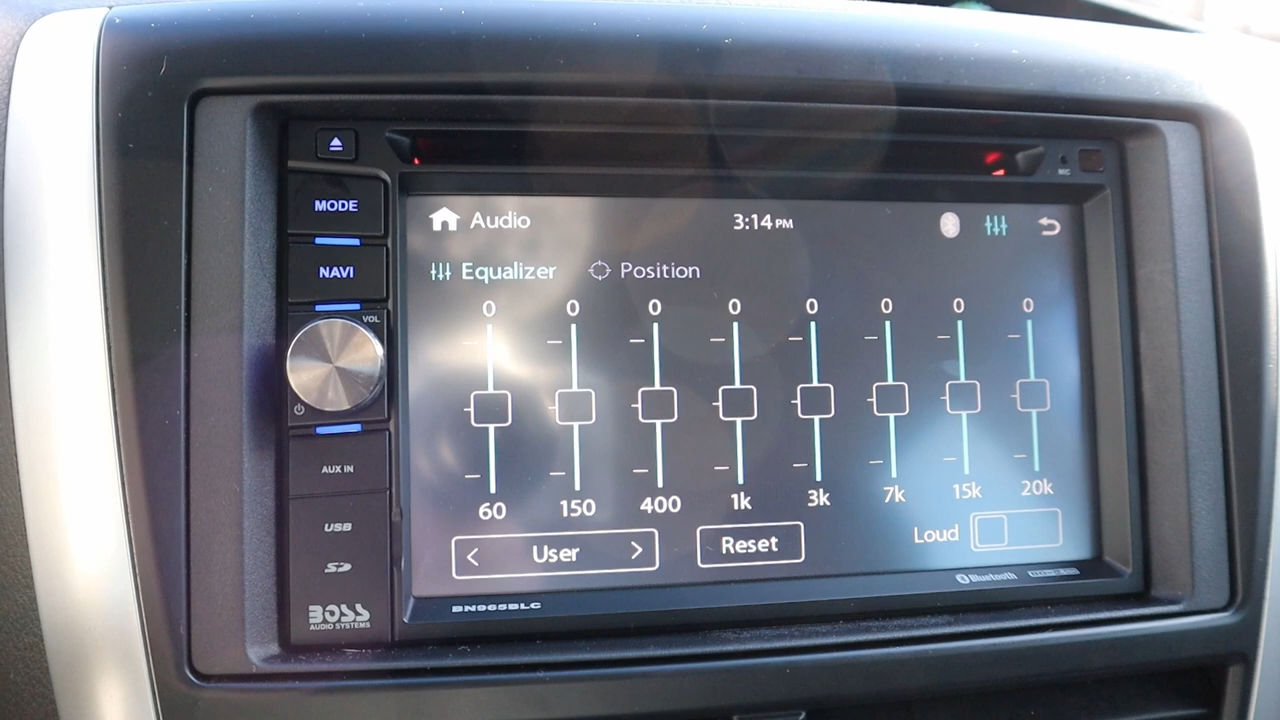 MIC
MODE
NAVI
VOL
AUX IN
USB
SD
BOSS
AUDIO SYSTEMS
Audio 3:14 PM
Equalizer Position
0 0 0 0 0 0 0 0
60 150 400 1k 3k 7k 15k 20k
< User > Reset Loud
BN965BLC
Bluetooth